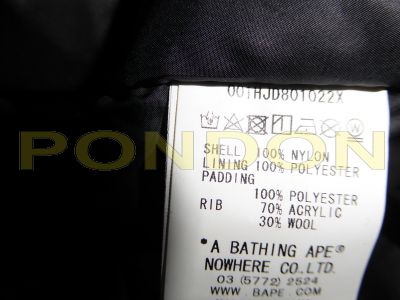 001HJD801022X
SHELL 100% NYLON
LINING 100% POLYESTER
PADDING
100% POLYESTER
RIB 70% ACRYLIC
30% WOOL
*A BATHING APE®
NOWHERE CO.LTD.
03 (5772) 2524
WWW.BAPE.COM
PONDON